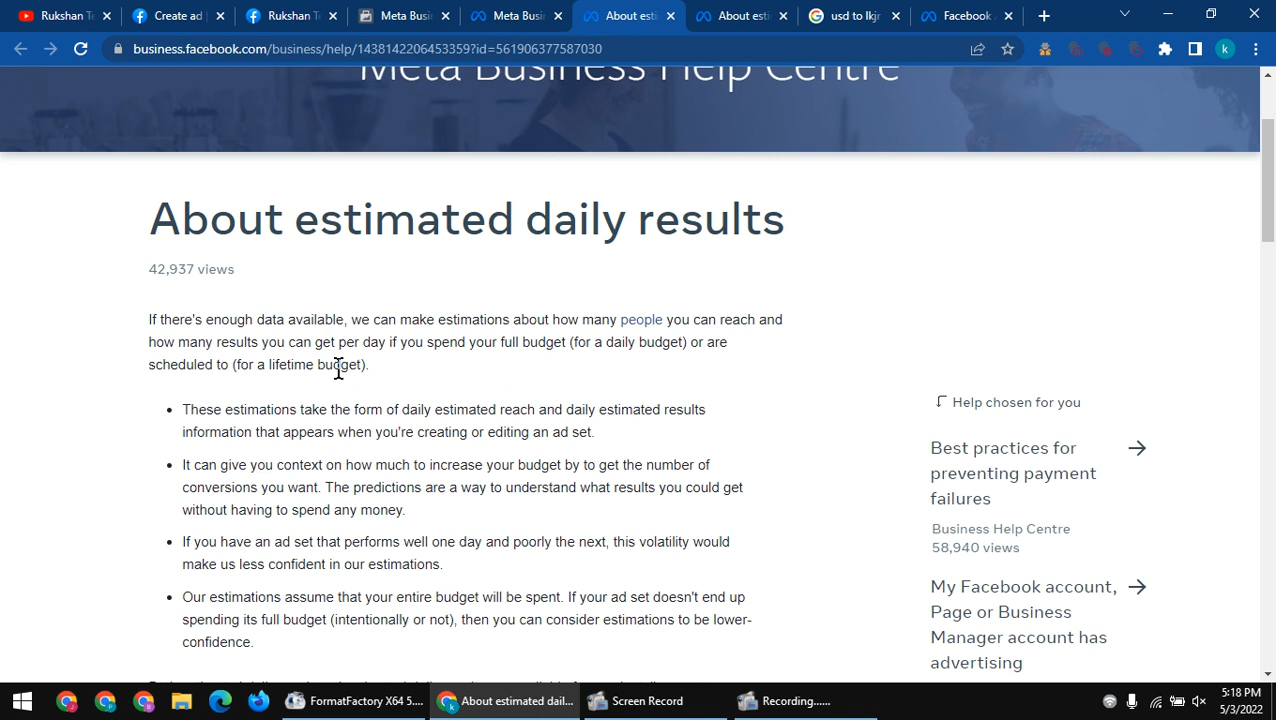 Rukshan Te
Create ad
Rukshan Te
Meta Busi
Meta Busi
About esti
About esti
usd to lkr
Facebook
business.facebook.com/business/help/1438142206453359?id=561906377587030
k
Meta Business Help Centre
About estimated daily results
42,937 views
If there's enough data available, we can make estimations about how many people you can reach and
how many results you can get per day if you spend your full budget (for a daily budget) or are
scheduled to (for a lifetime budget).
• These estimations take the form of daily estimated reach and daily estimated results
information that appears when you're creating or editing an ad set.
• It can give you context on how much to increase your budget by to get the number of
conversions you want. The predictions are a way to understand what results you could get
without having to spend any money.
• If you have an ad set that performs well one day and poorly the next, this volatility would
make us less confident in our estimations.
• Our estimations assume that your entire budget will be spent. If your ad set doesn't end up
spending its full budget (intentionally or not), then you can consider estimations to be lower-
confidence.
Help chosen for you
Best practices for
preventing payment
failures
Business Help Centre
58,940 views
My Facebook account,
Page or Business
Manager account has
advertising
FormatFactory X64 5....
About estimated dail...
Screen Record
Recording......
5:18 PM
5/3/2022